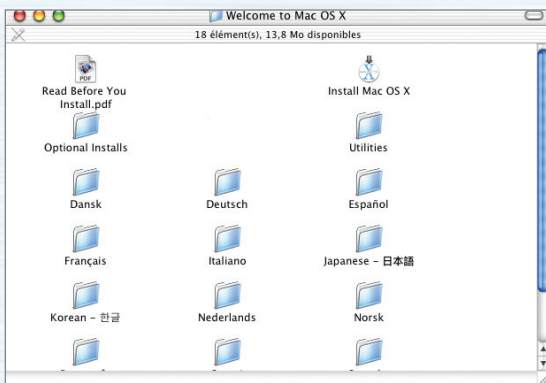 Welcome to Mac OS X
18 élément(s), 13,8 Mo disponibles
PDF
Read Before You
Install.pdf
Install Mac OS X
Optional Installs
Utilities
Dansk
Deutsch
Español
Français
Italiano
Japanese – 日本語
Korean – 한글
Nederlands
Norsk